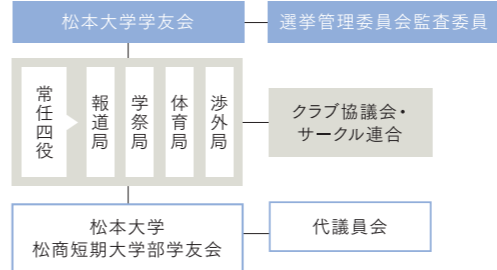 松本大学学友会
選挙管理委員会監査委員
常任四役
報道局
学祭局
体育局
渉外局
クラブ協議会・
サークル連合
松本大学
松商短期大学部学友会
代議員会